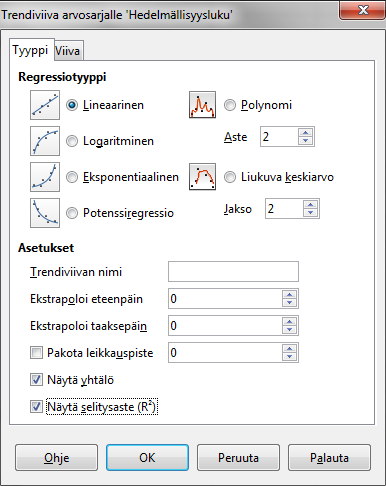 Trendiviiva arvosarjalle 'Hedelmällisyysluku'
Tyyppi Viiva
Regressiotyyppi
Lineaarinen Polynomi
Logaritminen Aste 2
Eksponentiaalinen Liukuva keskiarvo
Potenssiregressio Jakso 2
Asetukset
Trendiviivan nimi
Ekstrapoloi eteenpäin 0
Ekstrapoloi taaksepäin 0
Pakota leikkauspiste 0
Näytä yhtälö
Näytä selitysaste (R²)
Ohje OK Peruuta Palauta